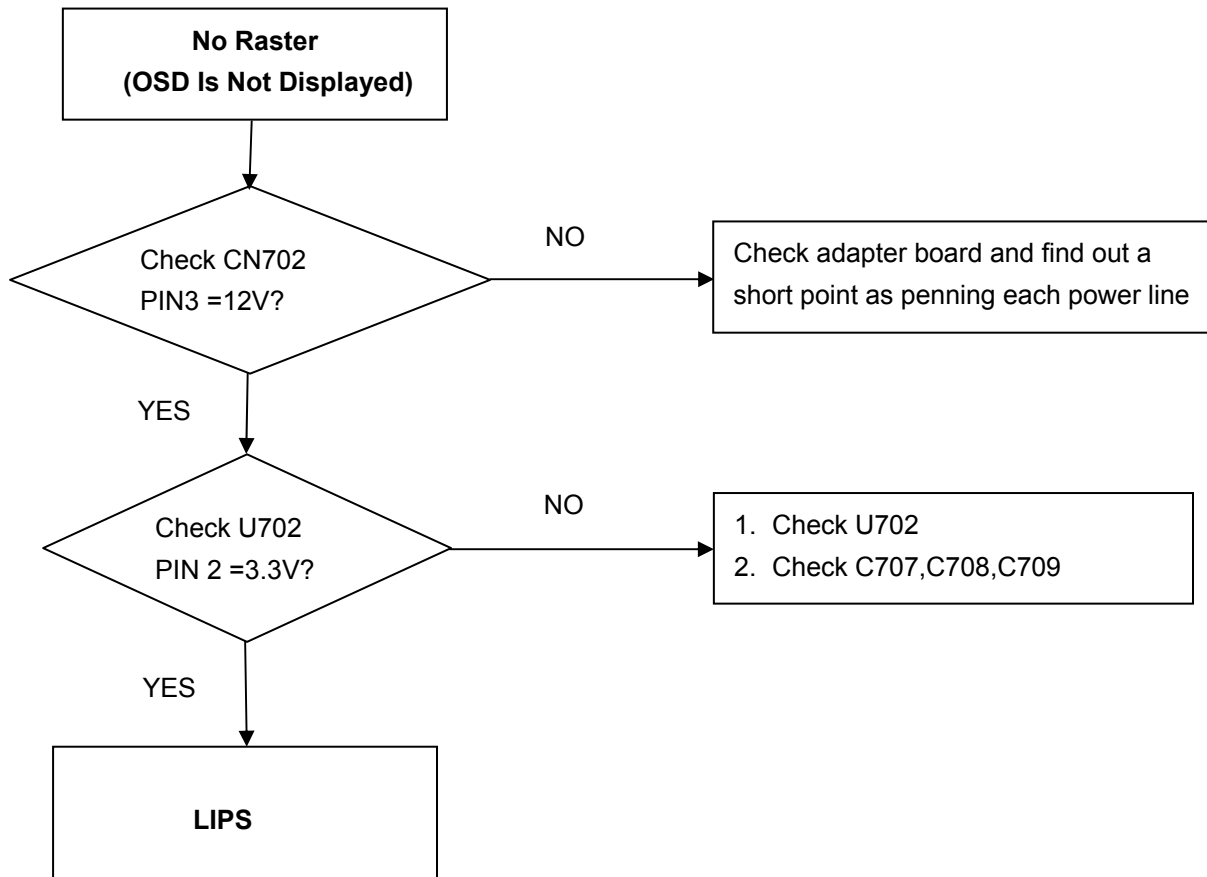 No Raster
(OSD Is Not Displayed)
Check CN702
PIN3 =12V?
NO
Check adapter board and find out a
short point as penning each power line
YES
Check U702
PIN 2 =3.3V?
NO
1. Check U702
2. Check C707,C708,C709
YES
LIPS